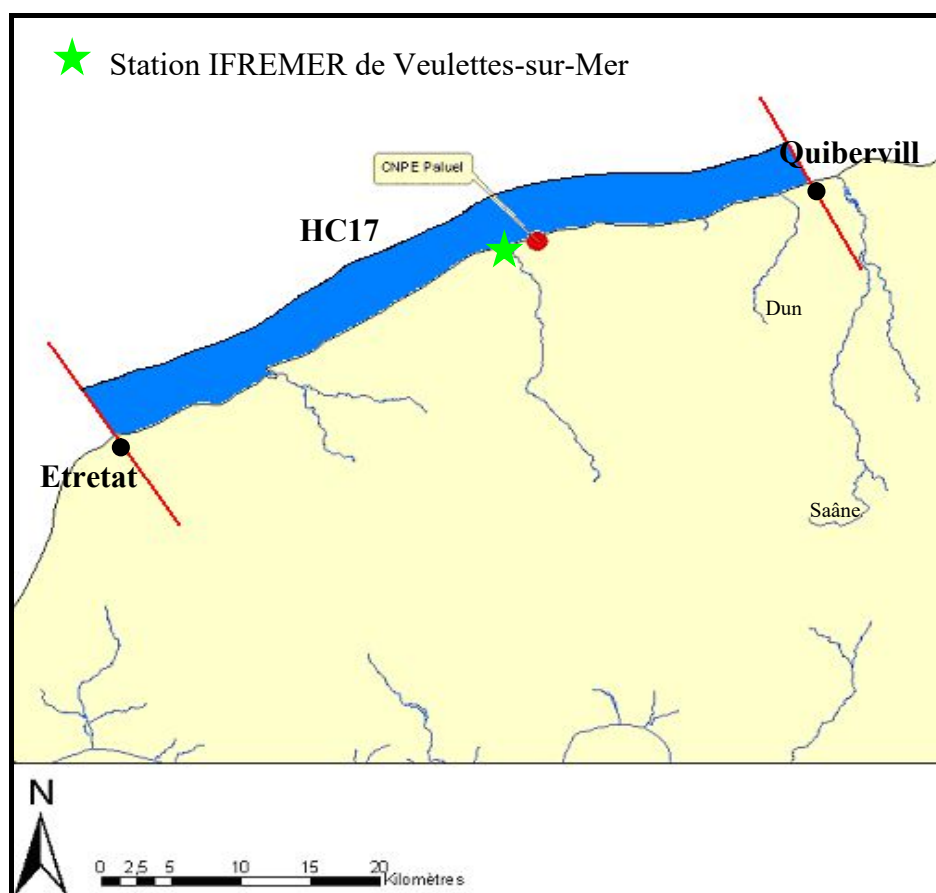 Station IFREMER de Veulettes-sur-Mer
Quibervill
CNPE Paluel
HC17
Dun
Etretat
Saâne
N
0 2,5 5 10 15 20
Kilomètres